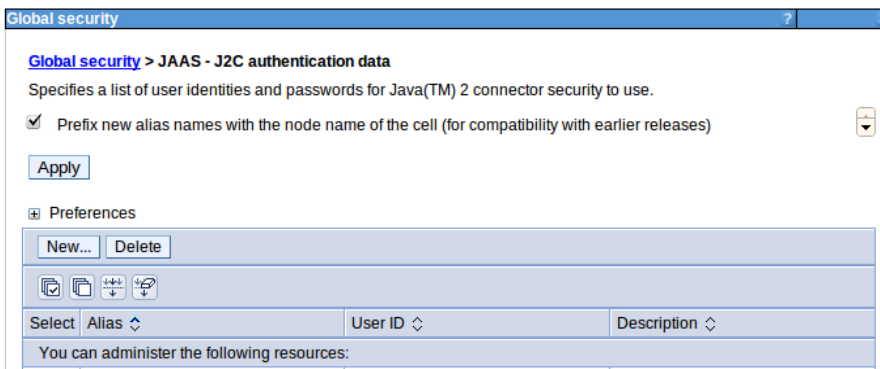 Global security ?
Global security > JAAS - J2C authentication data
Specifies a list of user identities and passwords for Java(TM) 2 connector security to use.
Prefix new alias names with the node name of the cell (for compatibility with earlier releases)
Apply
Preferences
New... Delete
Select Alias User ID Description
You can administer the following resources: